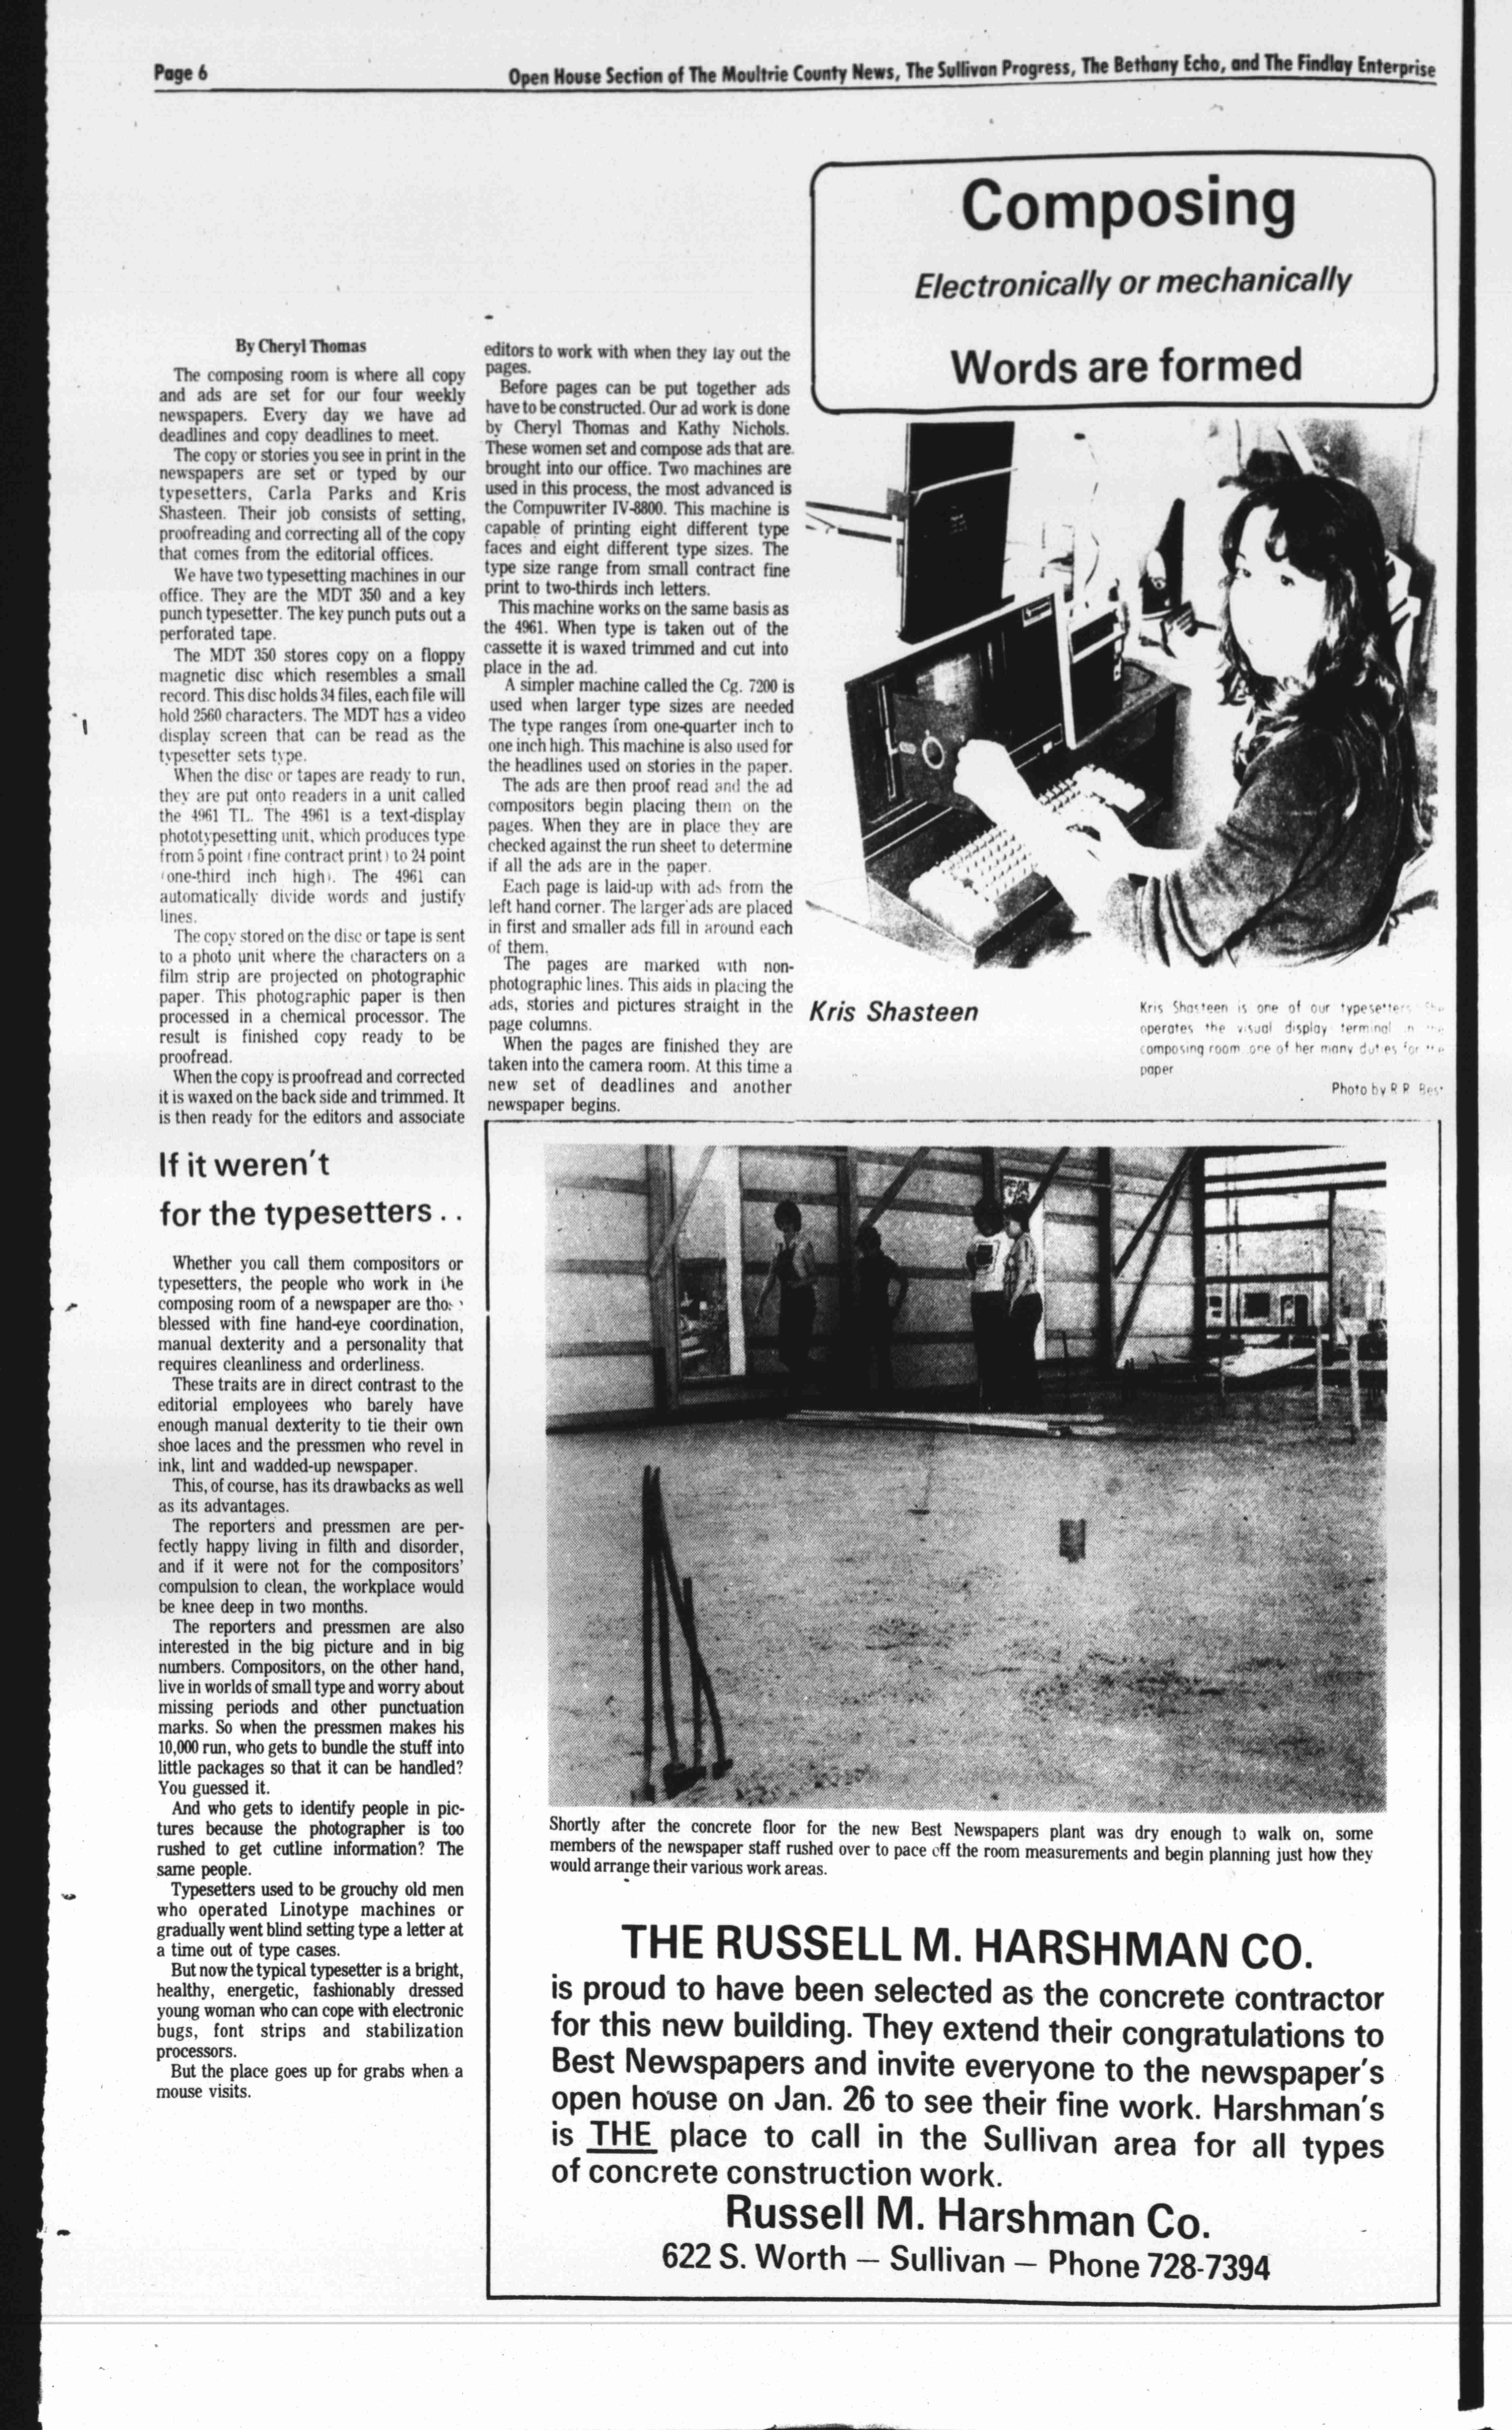 Page 6
Open House Section of The Moultrie County News, The Sullivan Progress, The Bethany Echo, and The Findlay Enterprise
Composing
Electronically or mechanically
Words are formed
By Cheryl Thomas
The composing room is where all copy
and ads are set for our four weekly
newspapers. Every day we have ad
deadlines and copy deadlines to meet.
The copy or stories you see in print in the
newspapers are set or typed by our
typesetters, Carla Parks and Kris
Shasteen. Their job consists of setting,
proofreading and correcting all of the copy
that comes from the editorial offices.
We have two typesetting machines in our
office. They are the MDT 350 and a key
punch typesetter. The key punch puts out a
perforated tape.
The MDT 350 stores copy on a floppy
magnetic disc which resembles a small
record. This disc holds 34 files, each file will
hold 2560 characters. The MDT has a video
display screen that can be read as the
typesetter sets type.
When the disc or tapes are ready to run,
they are put onto readers in a unit called
the 4961 TL. The 4961 is a text-display
phototypesetting unit, which produces type
from 5 point (fine contract print) to 24 point
(one-third inch high). The 4961 can
automatically divide words and justify
lines.
The copy stored on the disc or tape is sent
to a photo unit where the characters on a
film strip are projected on photographic
paper. This photographic paper is then
processed in a chemical processor. The
result is finished copy ready to be
proofread.
When the copy is proofread and corrected
it is waxed on the back side and trimmed. It
is then ready for the editors and associate
editors to work with when they lay out the
pages.
Before pages can be put together ads
have to be constructed. Our ad work is done
by Cheryl Thomas and Kathy Nichols.
These women set and compose ads that are
brought into our office. Two machines are
used in this process, the most advanced is
the Compuwriter IV-8800. This machine is
capable of printing eight different type
faces and eight different type sizes. The
type size range from small contract fine
print to two-thirds inch letters.
This machine works on the same basis as
the 4961. When type is taken out of the
cassette it is waxed trimmed and cut into
place in the ad.
A simpler machine called the Cg. 7200 is
used when larger type sizes are needed
The type ranges from one-quarter inch to
one inch high. This machine is also used for
the headlines used on stories in the paper.
The ads are then proof read and the ad
compositors begin placing them on the
pages. When they are in place they are
checked against the run sheet to determine
if all the ads are in the paper.
Each page is laid-up with ads from the
left hand corner. The larger ads are placed
in first and smaller ads fill in around each
of them.
The pages are marked with non-
photographic lines. This aids in placing the
ads, stories and pictures straight in the
page columns.
When the pages are finished they are
taken into the camera room. At this time a
new set of deadlines and another
newspaper begins.
Kris Shasteen
Kris Shasteen is one of our typesetters. She
operates the visual display terminal in the
composing room one of her many duties for the
paper
Photo by R R Best
If it weren't
for the typesetters . .
Whether you call them compositors or
typesetters, the people who work in the
composing room of a newspaper are
blessed with fine hand-eye coordination,
manual dexterity and a personality that
requires cleanliness and orderliness.
These traits are in direct contrast to the
editorial employees who barely have
enough manual dexterity to tie their own
shoe laces and the pressmen who revel in
ink, lint and wadded-up newspaper.
This, of course, has its drawbacks as well
as its advantages.
The reporters and pressmen are per-
fectly happy living in filth and disorder,
and if it were not for the compositors'
compulsion to clean, the workplace would
be knee deep in two months.
The reporters and pressmen are also
interested in the big picture and in big
numbers. Compositors, on the other hand,
live in worlds of small type and worry about
missing periods and other punctuation
marks. So when the pressmen makes his
10,000 run, who gets to bundle the stuff into
little packages so that it can be handled?
You guessed it.
And who gets to identify people in pic-
tures because the photographer is too
rushed to get cutline information? The
same people.
Typesetters used to be grouchy old men
who operated Linotype machines or
gradually went blind setting type a letter at
a time out of type cases.
But now the typical typesetter is a bright,
healthy, energetic, fashionably dressed
young woman who can cope with electronic
bugs, font strips and stabilization
processors.
But the place goes up for grabs when a
mouse visits.
Shortly after the concrete floor for the new Best Newspapers plant was dry enough to walk on, some
members of the newspaper staff rushed over to pace off the room measurements and begin planning just how they
would arrange their various work areas.
THE RUSSELL M. HARSHMAN CO.
is proud to have been selected as the concrete contractor
for this new building. They extend their congratulations to
Best Newspapers and invite everyone to the newspaper's
open house on Jan. 26 to see their fine work. Harshman's
is THE place to call in the Sullivan area for all types
of concrete construction work.
Russell M. Harshman Co.
622 S. Worth — Sullivan — Phone 728-7394